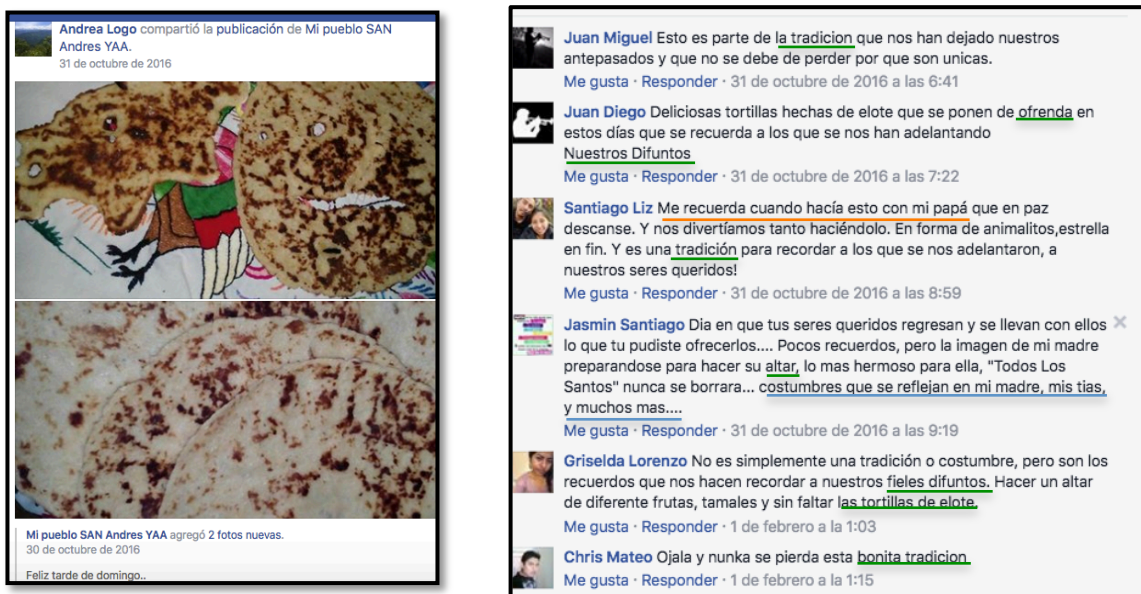 Andrea Logo compartió la publicación de Mi pueblo SAN
Andres YAA.
31 de octubre de 2016
Mi pueblo SAN Andres YAA agregó 2 fotos nuevas.
30 de octubre de 2016
Feliz tarde de domingo..
Juan Miguel Esto es parte de la tradicion que nos han dejado nuestros
antepasados y que no se debe de perder por que son unicas.
Me gusta · Responder · 31 de octubre de 2016 a las 6:41
Juan Diego Deliciosas tortillas hechas de elote que se ponen de ofrenda en
estos días que se recuerda a los que se nos han adelantando
Nuestros Difuntos
Me gusta · Responder · 31 de octubre de 2016 a las 7:22
Santiago Liz Me recuerda cuando hacía esto con mi papá que en paz
descanse. Y nos divertíamos tanto haciéndolo. En forma de animalitos,estrella
en fin. Y es una tradición para recordar a los que se nos adelantaron, a
nuestros seres queridos!
Me gusta · Responder · 31 de octubre de 2016 a las 8:59
Jasmin Santiago Dia en que tus seres queridos regresan y se llevan con ellos
lo que tu pudiste ofrecerlos.... Pocos recuerdos, pero la imagen de mi madre
preparandose para hacer su altar, lo mas hermoso para ella, "Todos Los
Santos" nunca se borrara... costumbres que se reflejan en mi madre, mis tias,
y muchos mas....
Me gusta · Responder · 31 de octubre de 2016 a las 9:19
Griselda Lorenzo No es simplemente una tradición o costumbre, pero son los
recuerdos que nos hacen recordar a nuestros fieles difuntos. Hacer un altar
de diferente frutas, tamales y sin faltar las tortillas de elote.
Me gusta · Responder · 1 de febrero a la 1:03
Chris Mateo Ojala y nunka se pierda esta bonita tradicion
Me gusta · Responder · 1 de febrero a la 1:15